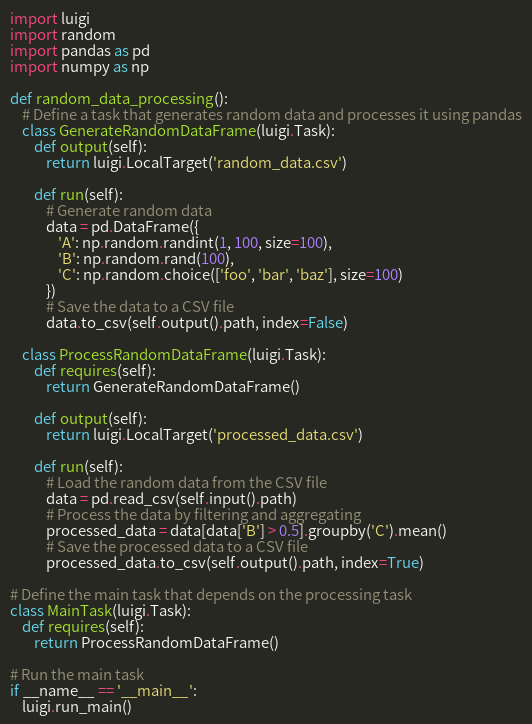 import luigi
import random
import pandas as pd
import numpy as np

def random_data_processing():
    # Define a task that generates random data and processes it using pandas
    class GenerateRandomDataFrame(luigi.Task):
        def output(self):
            return luigi.LocalTarget('random_data.csv')

        def run(self):
            # Generate random data
            data = pd.DataFrame({
                'A': np.random.randint(1, 100, size=100),
                'B': np.random.rand(100),
                'C': np.random.choice(['foo', 'bar', 'baz'], size=100)
            })
            # Save the data to a CSV file
            data.to_csv(self.output().path, index=False)

    class ProcessRandomDataFrame(luigi.Task):
        def requires(self):
            return GenerateRandomDataFrame()

        def output(self):
            return luigi.LocalTarget('processed_data.csv')

        def run(self):
            # Load the random data from the CSV file
            data = pd.read_csv(self.input().path)
            # Process the data by filtering and aggregating
            processed_data = data[data['B'] > 0.5].groupby('C').mean()
            # Save the processed data to a CSV file
            processed_data.to_csv(self.output().path, index=True)

# Define the main task that depends on the processing task
class MainTask(luigi.Task):
    def requires(self):
        return ProcessRandomDataFrame()

# Run the main task
if __name__ == '__main__':
    luigi.run_main()